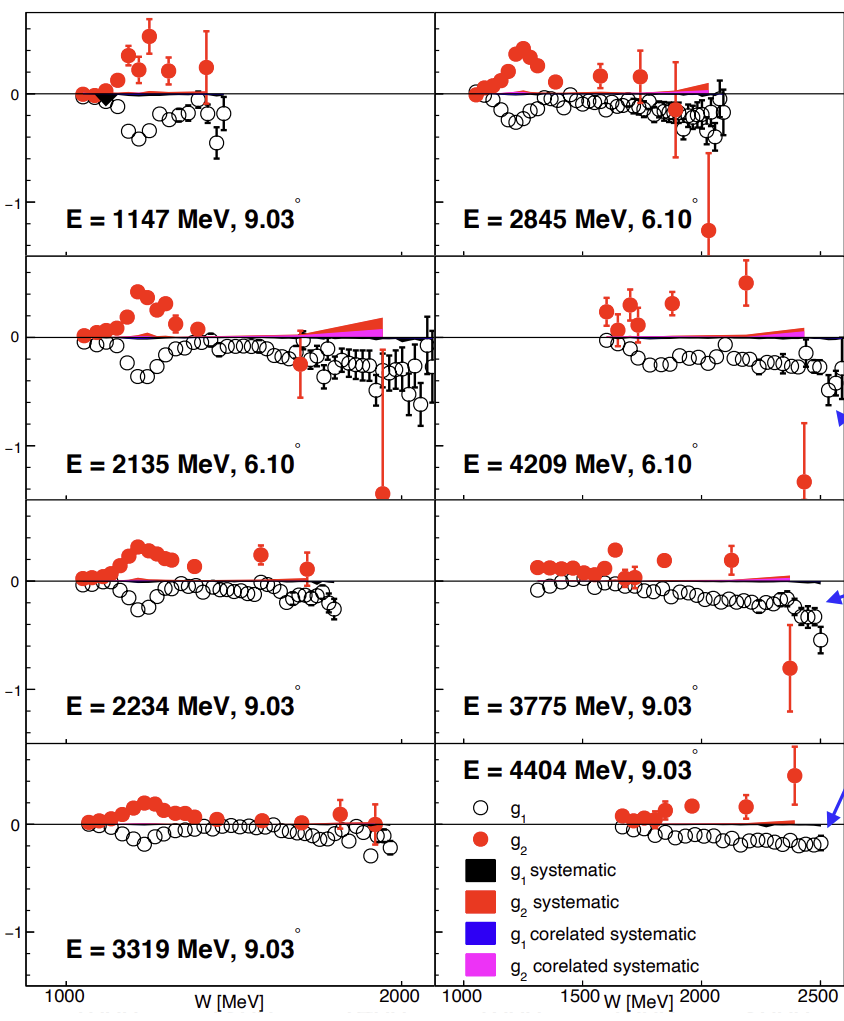 0
−1
E = 1147 MeV, 9.03°
E = 2845 MeV, 6.10°
0
−1
E = 2135 MeV, 6.10°
E = 4209 MeV, 6.10°
0
−1
E = 2234 MeV, 9.03°
E = 3775 MeV, 9.03°
0
−1
E = 3319 MeV, 9.03°
E = 4404 MeV, 9.03°
g1
g2
g1 systematic
g2 systematic
g1 corelated systematic
g2 corelated systematic
1000 W [MeV] 2000
1000 1500 W [MeV] 2000 2500